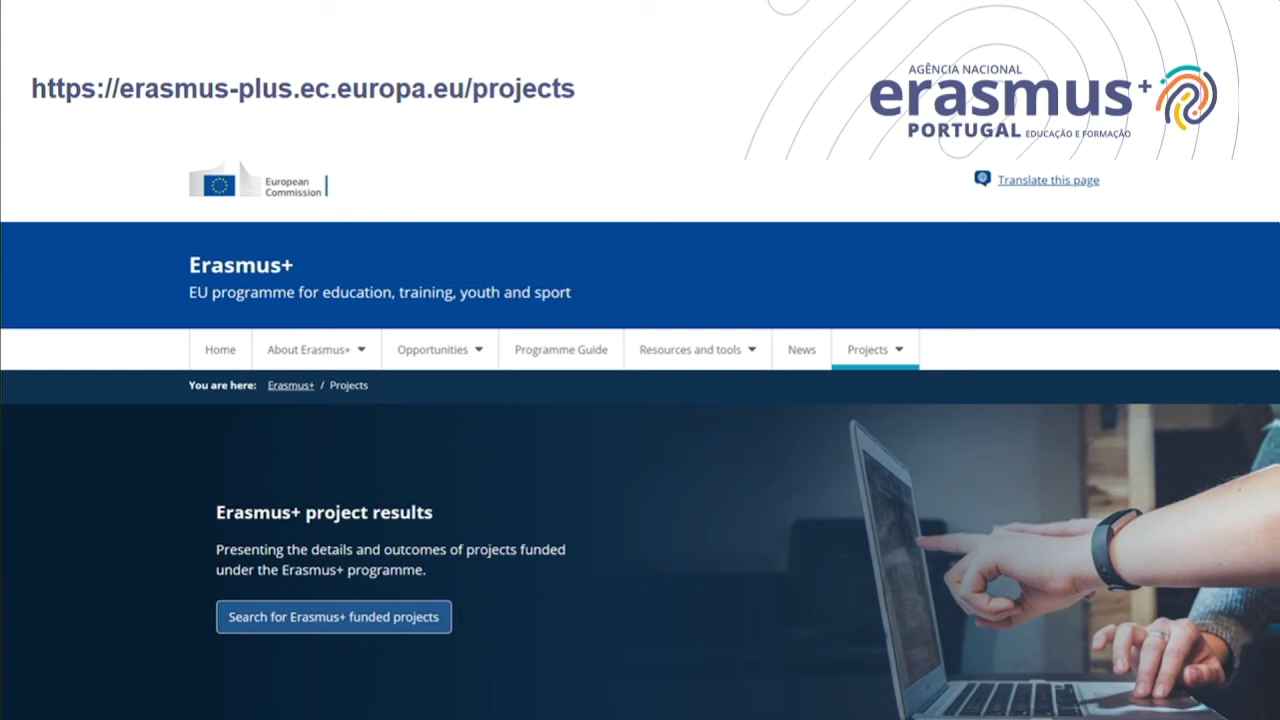 https://erasmus-plus.ec.europa.eu/projects
AGÊNCIA NACIONAL
erasmus+
PORTUGAL EDUCAÇÃO E FORMAÇÃO
European
Commission
Translate this page
Erasmus+
EU programme for education, training, youth and sport
Home About Erasmus+ Opportunities Programme Guide Resources and tools News Projects
You are here: Erasmus+ / Projects
Erasmus+ project results
Presenting the details and outcomes of projects funded
under the Erasmus+ programme.
Search for Erasmus+ funded projects